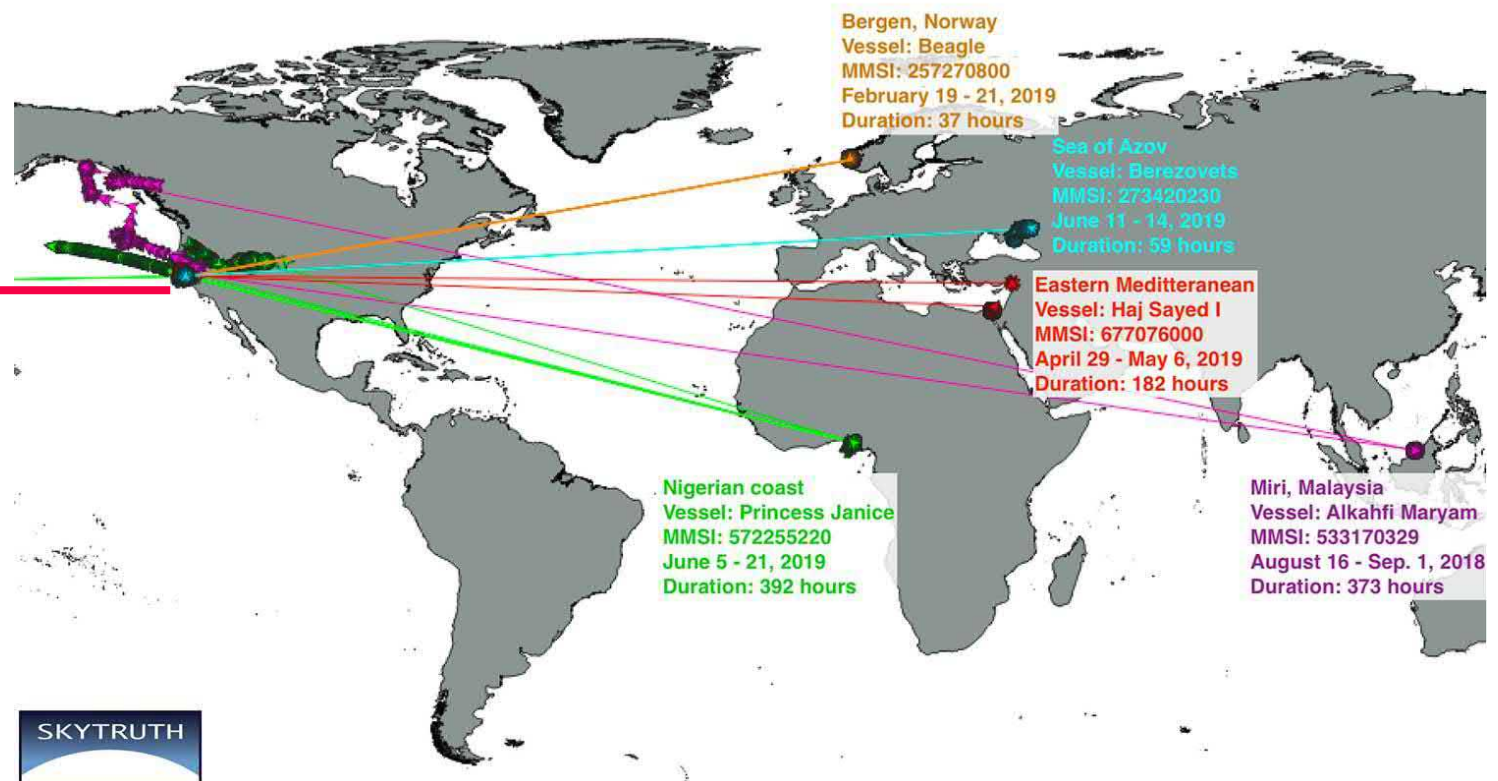 Bergen, Norway
Vessel: Beagle
MMSI: 257270800
February 19 - 21, 2019
Duration: 37 hours
Sea of Azov
Vessel: Berezovets
MMSI: 273420230
June 11 - 14, 2019
Duration: 59 hours
Eastern Meditteranean
Vessel: Haj Sayed I
MMSI: 677076000
April 29 - May 6, 2019
Duration: 182 hours
Nigerian coast
Vessel: Princess Janice
MMSI: 572255220
June 5 - 21, 2019
Duration: 392 hours
Miri, Malaysia
Vessel: Alkahfi Maryam
MMSI: 533170329
August 16 - Sep. 1, 2018
Duration: 373 hours
SKYTRUTH